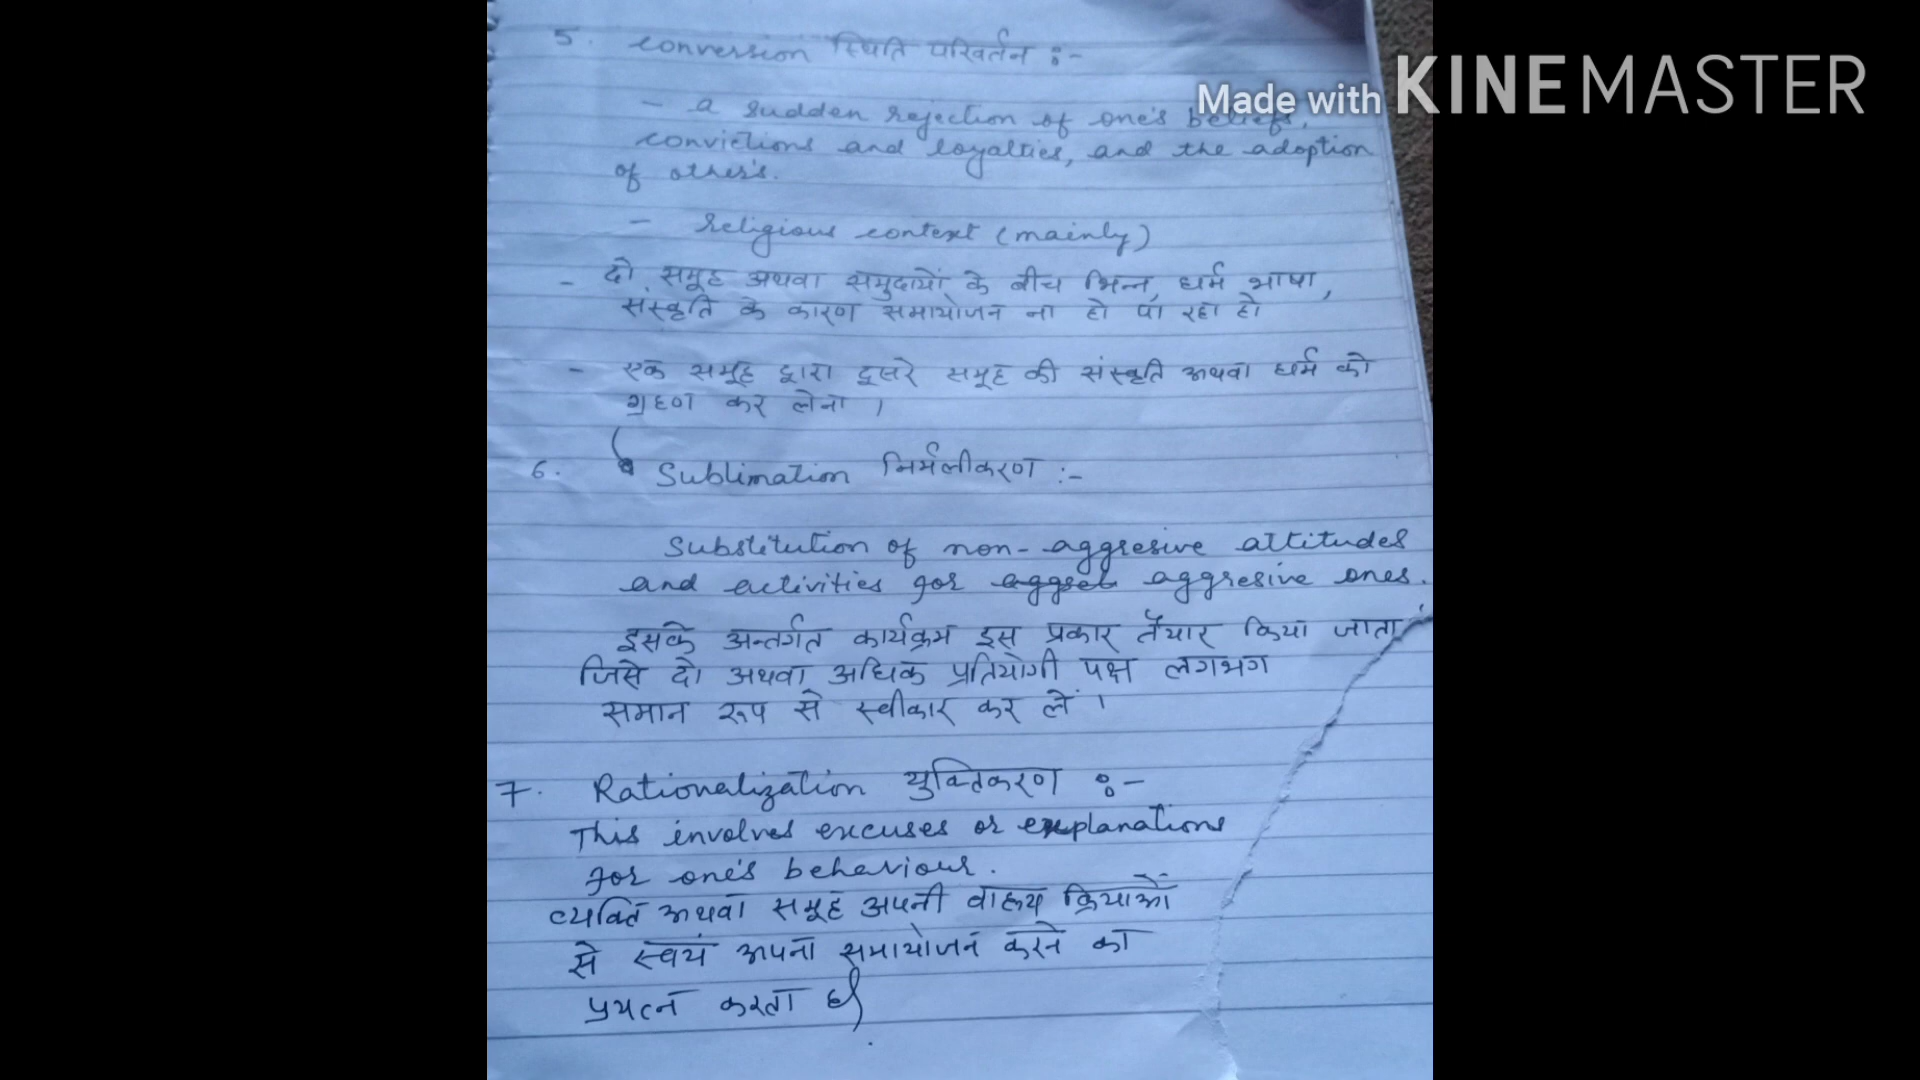 5. conversion स्थिति परिवर्तन :-
Made with KINEMASTER
- a sudden rejection of one's beliefs,
convictions and loyalties, and the adoption
of other's.
- Religious context (mainly)
- दो समूह अथवा समुदायों के बीच भिन्न, धर्म भाषा,
संस्कृति के कारण समायोजन ना हो पा रहा हो
- एक समूह द्वारा दूसरे समूह की संस्कृति अथवा धर्म को
ग्रहण कर लेना ।
6. Sublimation निर्मलीकरण :-
Substitution of non-aggresive attitudes
and activities for aggresive ones.
इसके अन्तर्गत कार्यक्रम इस प्रकार तैयार किया जाता
जिसे दो अथवा अधिक प्रतियोगी पक्ष लगभग
समान रूप से स्वीकार कर लें ।
7. Rationalization युक्तिकरण :-
This involves excuses or explanations
for one's behaviour.
व्यक्ति अथवा समूह अपनी वाह्य क्रियाओं
से स्वयं अपना समायोजन करने का
प्रयत्न करता है